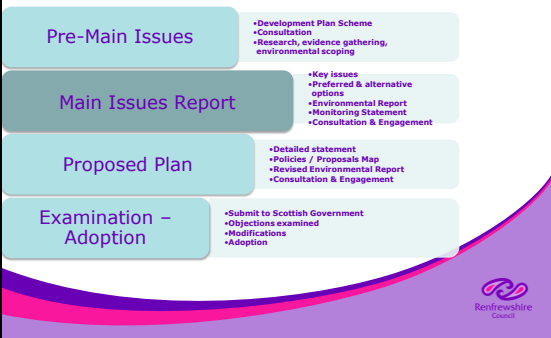 Pre-Main Issues
•Development Plan Scheme
•Consultation
•Research, evidence gathering,
environmental scoping
Main Issues Report
•Key issues
•Preferred & alternative
options
•Environmental Report
•Monitoring Statement
•Consultation & Engagement
Proposed Plan
•Detailed statement
•Policies / Proposals Map
•Revised Environmental Report
•Consultation & Engagement
Examination –
Adoption
•Submit to Scottish Government
•Objections examined
•Modifications
•Adoption
Renfrewshire
Council